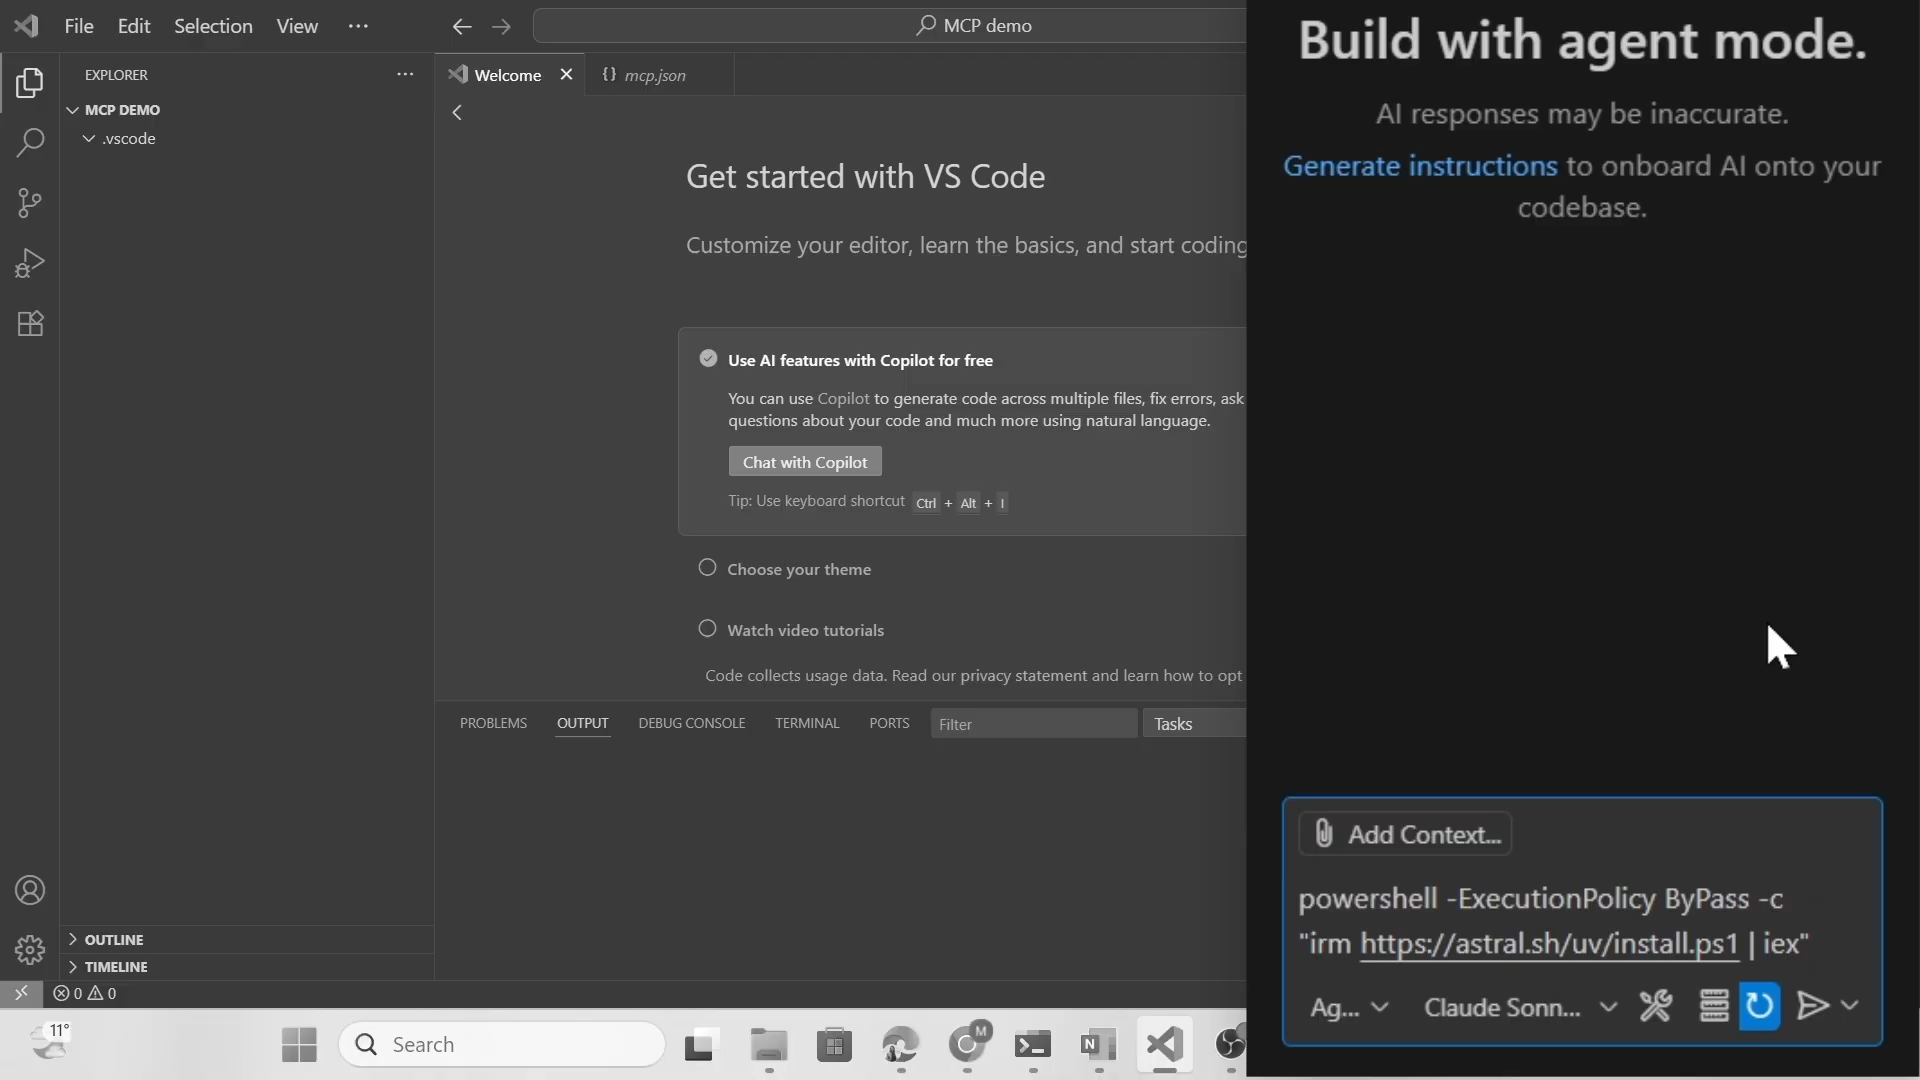 File Edit Selection View ···
MCP demo
EXPLORER ···
MCP DEMO
.vscode
OUTLINE
TIMELINE
Welcome
{} mcp.json
Get started with VS Code
Customize your editor, learn the basics, and start coding
Use AI features with Copilot for free
You can use Copilot to generate code across multiple files, fix errors, ask
questions about your code and much more using natural language.
Chat with Copilot
Tip: Use keyboard shortcut Ctrl + Alt + I
Choose your theme
Watch video tutorials
Code collects usage data. Read our privacy statement and learn how to opt
PROBLEMS OUTPUT DEBUG CONSOLE TERMINAL PORTS Filter Tasks
Build with agent mode.
AI responses may be inaccurate.
Generate instructions to onboard AI onto your
codebase.
Add Context...
powershell -ExecutionPolicy ByPass -c
"irm https://astral.sh/uv/install.ps1 | iex"
Ag... Claude Sonn...
0 0
11°
Search
M
N